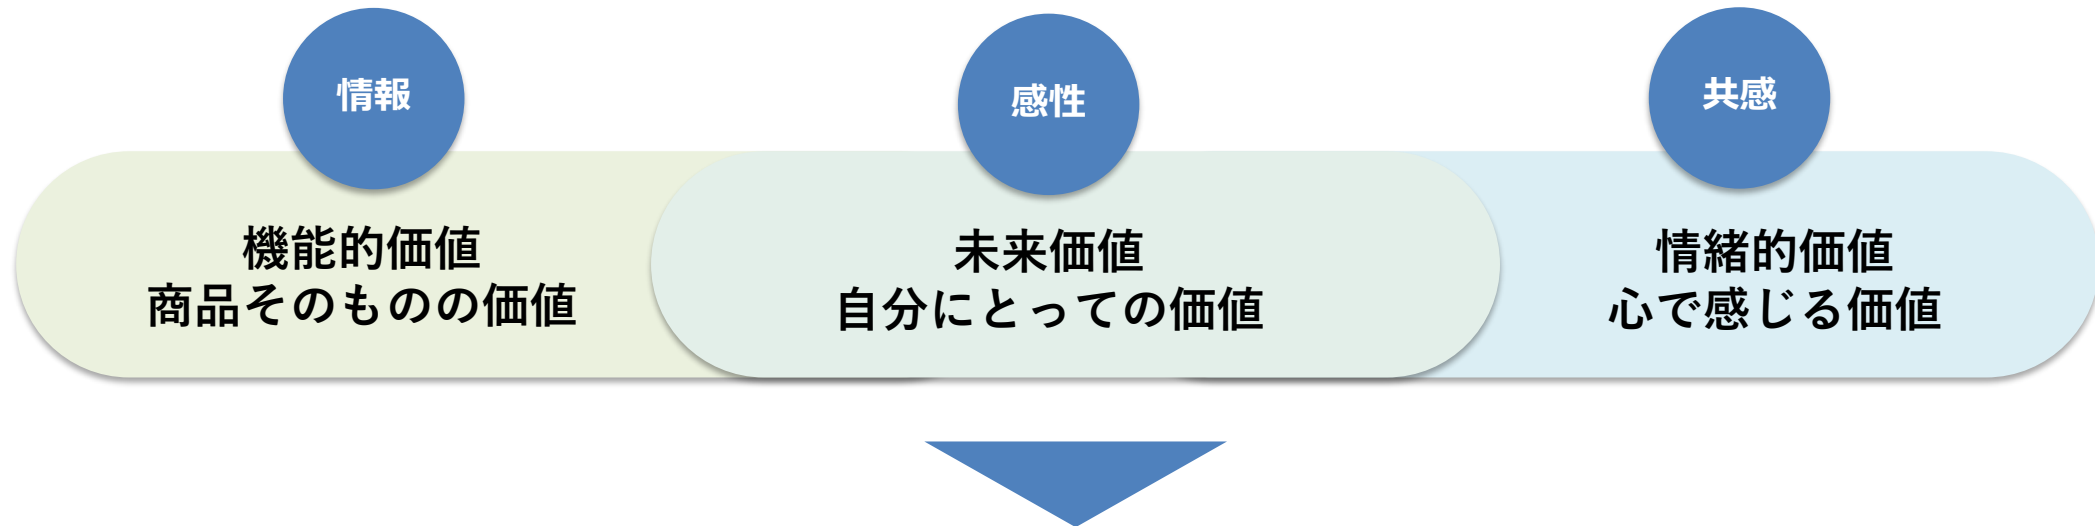 情報
感性
共感
機能的価値
商品そのものの価値
未来価値
自分にとっての価値
情緒的価値
心で感じる価値